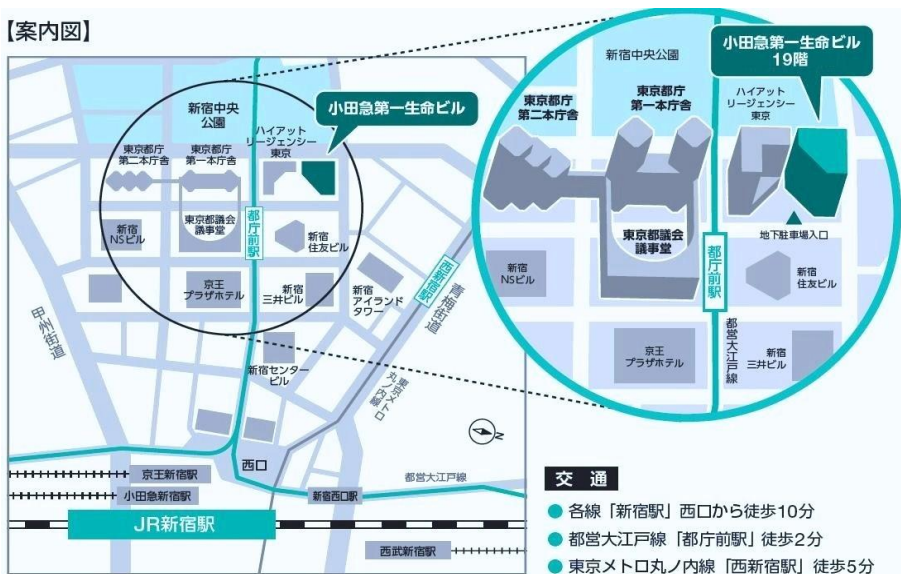 【案内図】
新宿中央
公園
小田急第一生命ビル
ハイアット
リージェンシー
東京
東京都庁
第二本庁舎
東京都庁
第一本庁舎
東京都議会
議事堂
都庁前駅
新宿
NSビル
新宿
住友ビル
京王
プラザホテル
新宿
三井ビル
新宿
アイランド
タワー
西新宿駅
青梅街道
甲州街道
新宿センター
ビル
東京メトロ
丸ノ内線
N
西口
京王新宿駅
小田急新宿駅
新宿西口駅
都営大江戸線
JR新宿駅
西武新宿駅
新宿中央公園
小田急第一生命ビル
19階
東京都庁
第二本庁舎
東京都庁
第一本庁舎
ハイアット
リージェンシー
東京
東京都議会
議事堂
地下駐車場入口
新宿
NSビル
都庁前駅
新宿
住友ビル
京王
プラザホテル
都営大江戸線
新宿
三井ビル
交通
各線「新宿駅」西口から徒歩10分
都営大江戸線「都庁前駅」徒歩2分
東京メトロ丸ノ内線「西新宿駅」徒歩5分